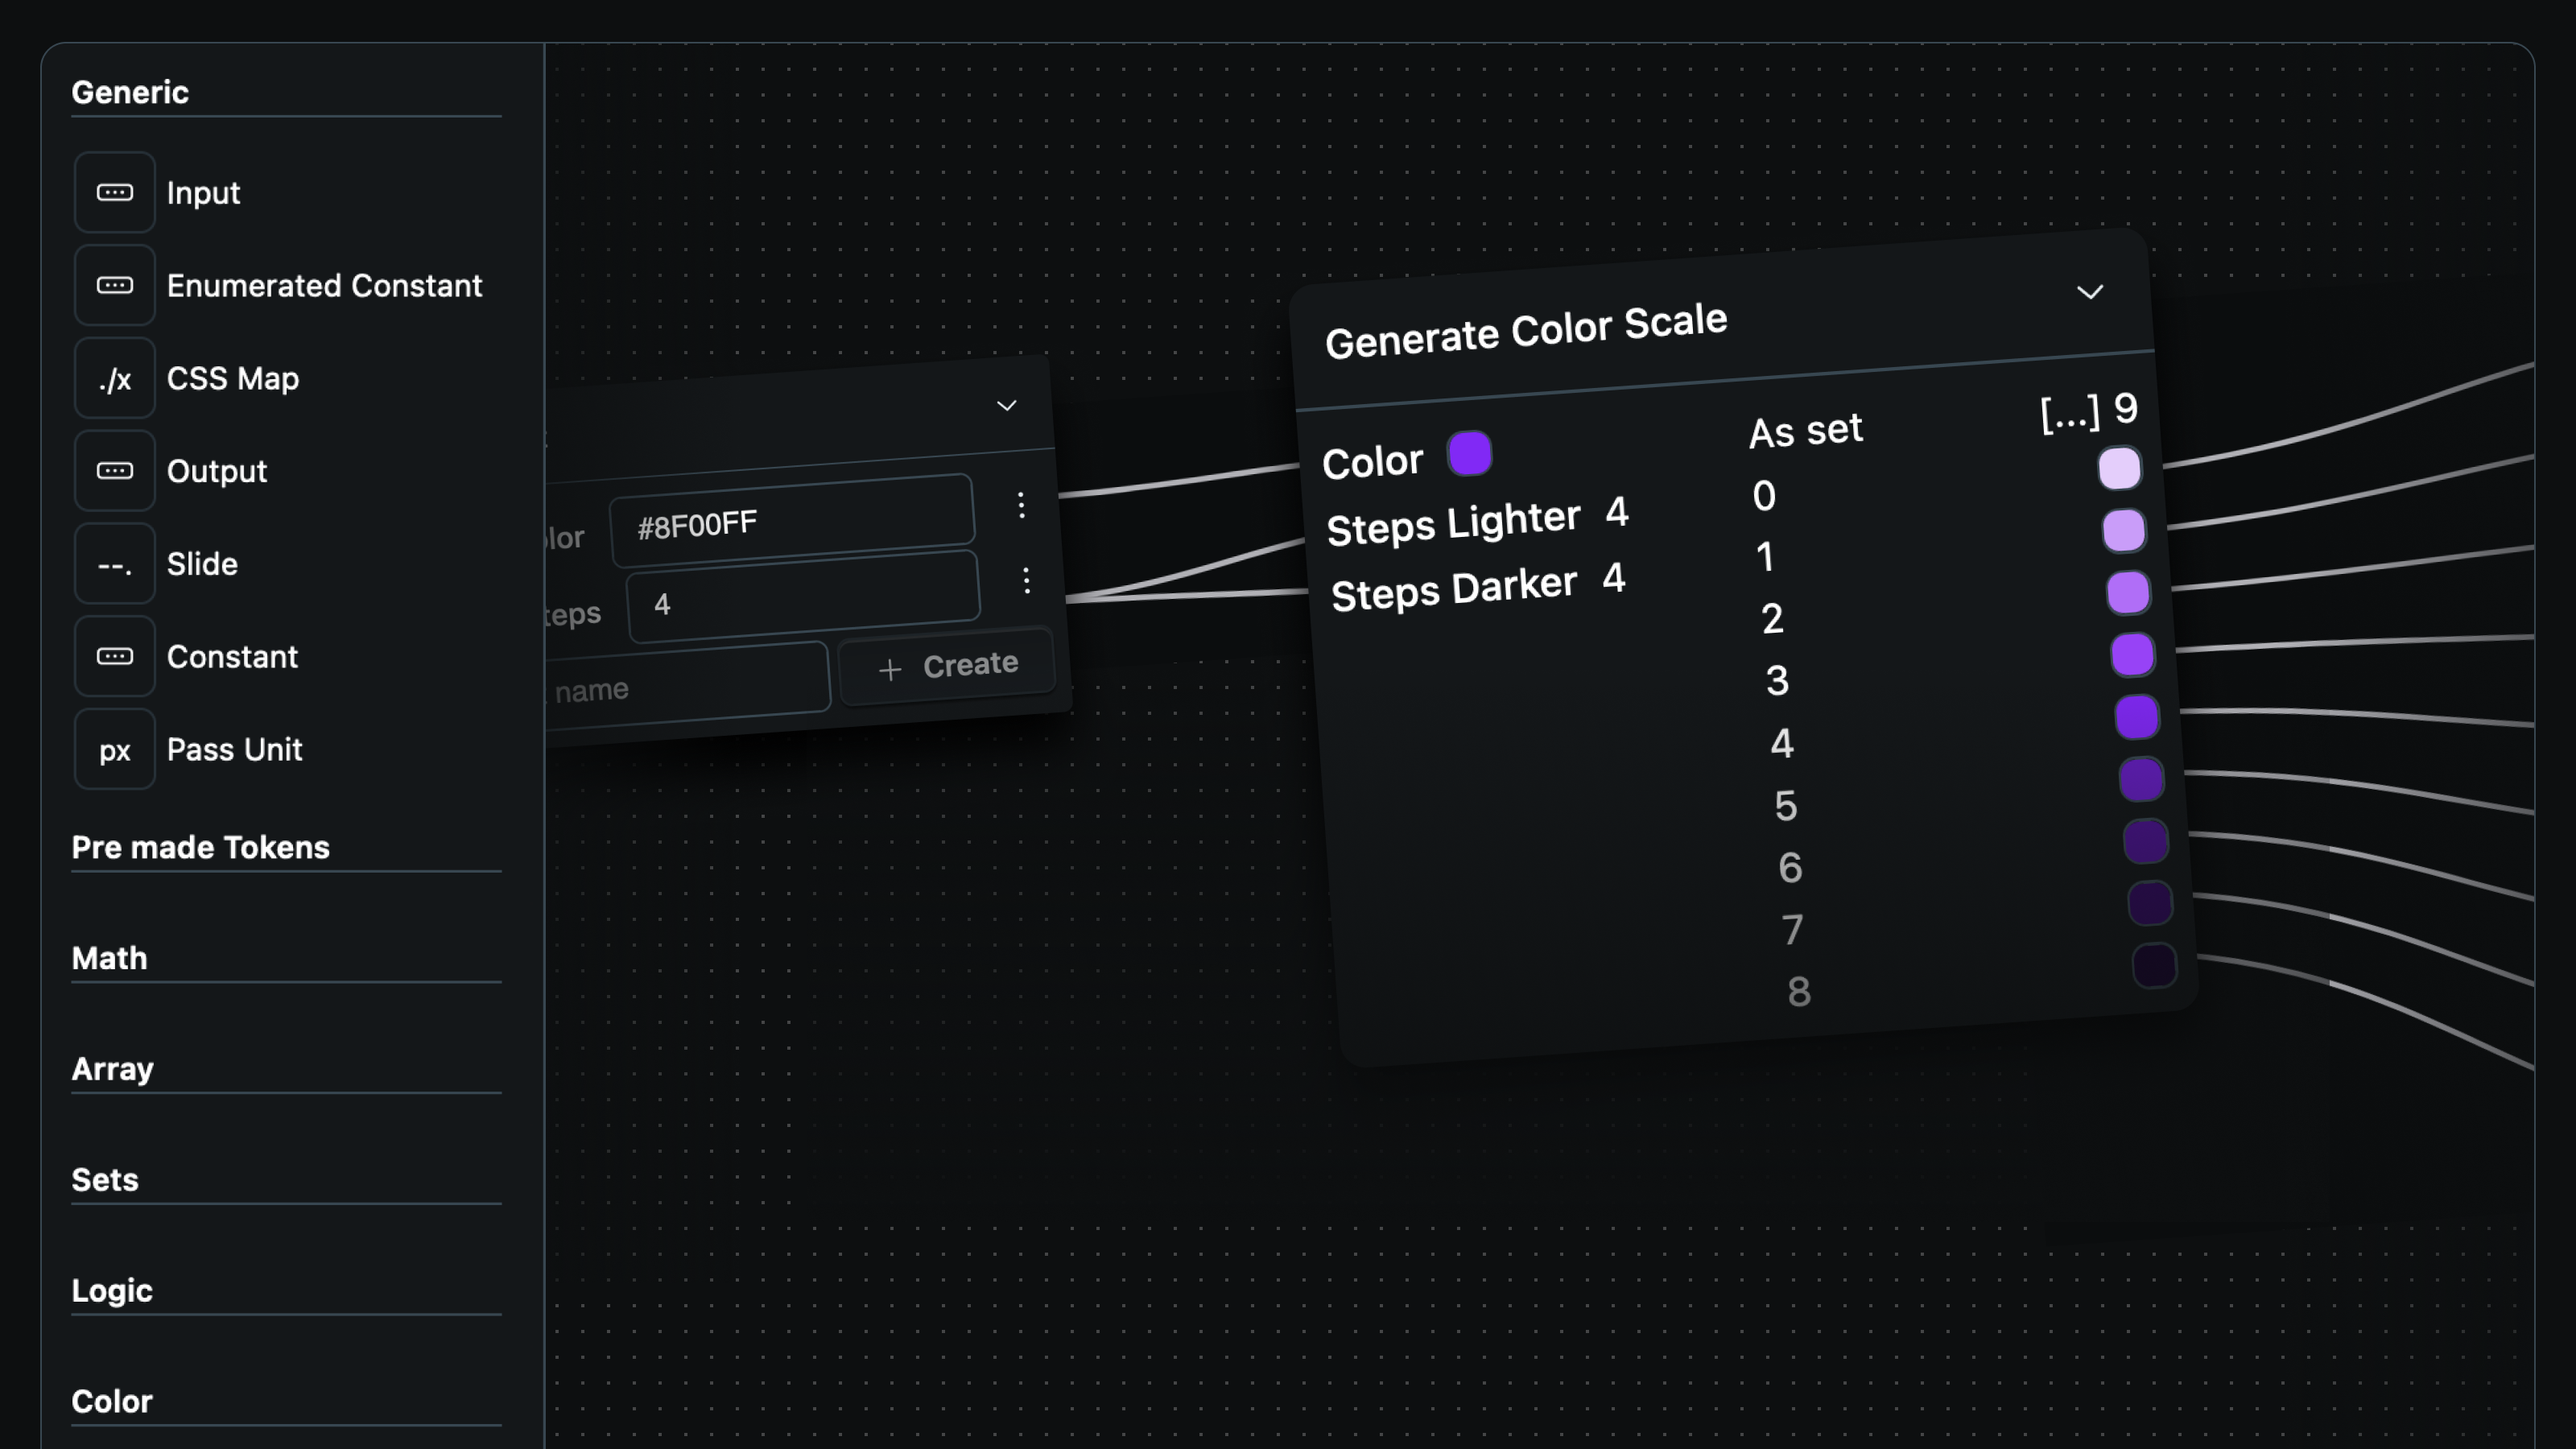 Generic
Input
Enumerated Constant
./x CSS Map
Output
--. Slide
Constant
px Pass Unit
Pre made Tokens
Math
Array
Sets
Logic
Color
lor #8F00FF
teps 4
name + Create
Generate Color Scale
Color
Steps Lighter 4
Steps Darker 4
As set [...] 9
0
1
2
3
4
5
6
7
8